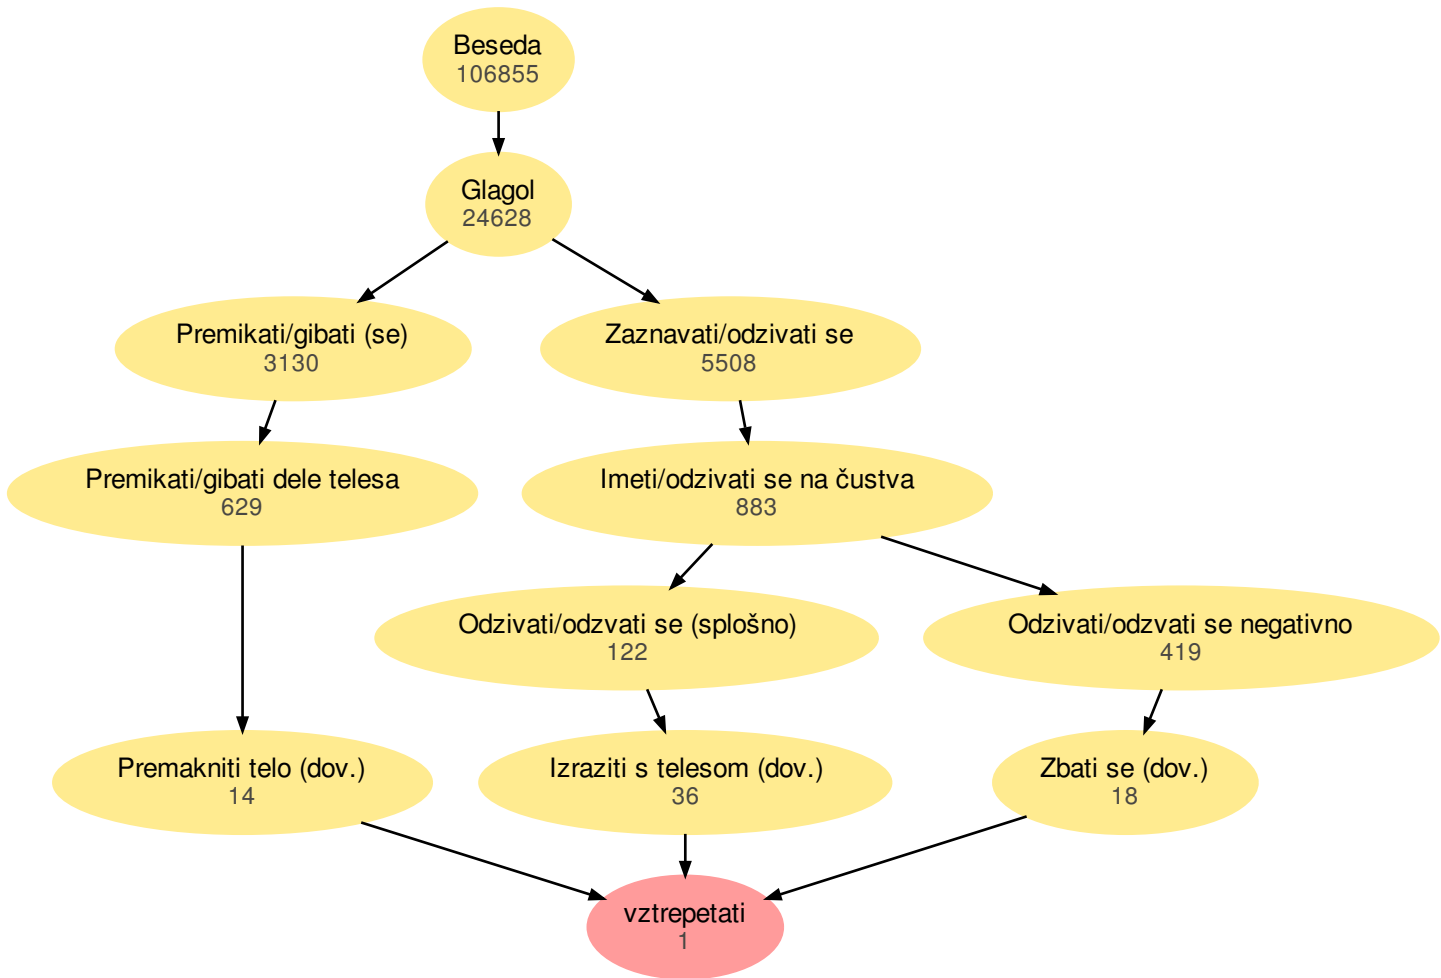 Beseda
106855
Glagol
24628
Premikati/gibati (se)
3130
Zaznavati/odzivati se
5508
Premikati/gibati dele telesa
629
Imeti/odzivati se na čustva
883
Odzivati/odzvati se (splošno)
122
Odzivati/odzvati se negativno
419
Premakniti telo (dov.)
14
Izraziti s telesom (dov.)
36
Zbati se (dov.)
18
vztrepetati
1